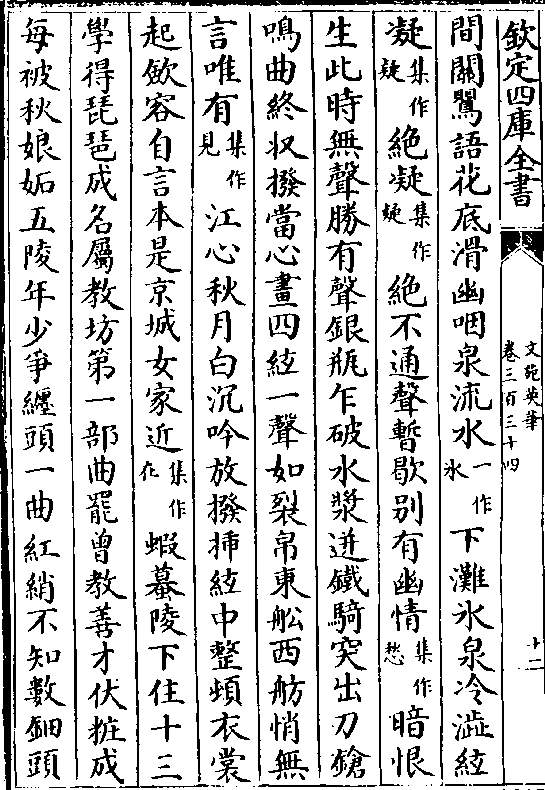 欽定四庫全書
文苑英華
卷三百三十四
十二
間關鶯語花底滑幽咽泉流水一作氷下灘氷泉冷澁絃
凝集作疑絶凝集作疑絶不通聲暫歇别有幽情集作愁暗恨
生此時無聲勝有聲銀瓶乍破水漿迸鐵騎突出刀鎗
鳴曲終収撥當心畫四絃一聲如裂帛東舩西舫悄無
言唯有集作見江心秋月白沉吟放撥揷絃中整頓衣裳
起歛容自言本是京城女家近集作在蝦蟇陵下住十三
學得琵琶成名屬教坊第一部曲罷曾教善才伏粧成
每被秋娘妬五陵年少爭纏頭一曲紅綃不知數鈿頭